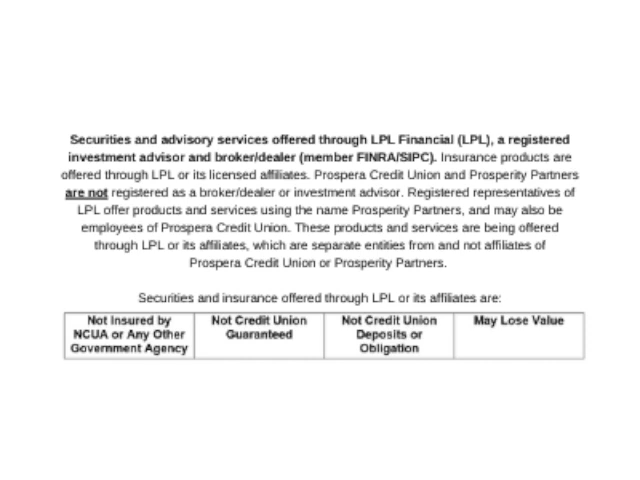 Securities and advisory services offered through LPL Financial (LPL), a registered
investment advisor and broker/dealer (member FINRA/SIPC). Insurance products are
offered through LPL or its licensed affiliates. Prospera Credit Union and Prosperity Partners
are not registered as a broker/dealer or investment advisor. Registered representatives of
LPL offer products and services using the name Prosperity Partners, and may also be
employees of Prospera Credit Union. These products and services are being offered
through LPL or its affiliates, which are separate entities from and not affiliates of
Prospera Credit Union or Prosperity Partners.
Securities and insurance offered through LPL or its affiliates are:
Not Insured by
NCUA or Any Other
Government Agency
Not Credit Union
Guaranteed
Not Credit Union
Deposits or
Obligation
May Lose Value